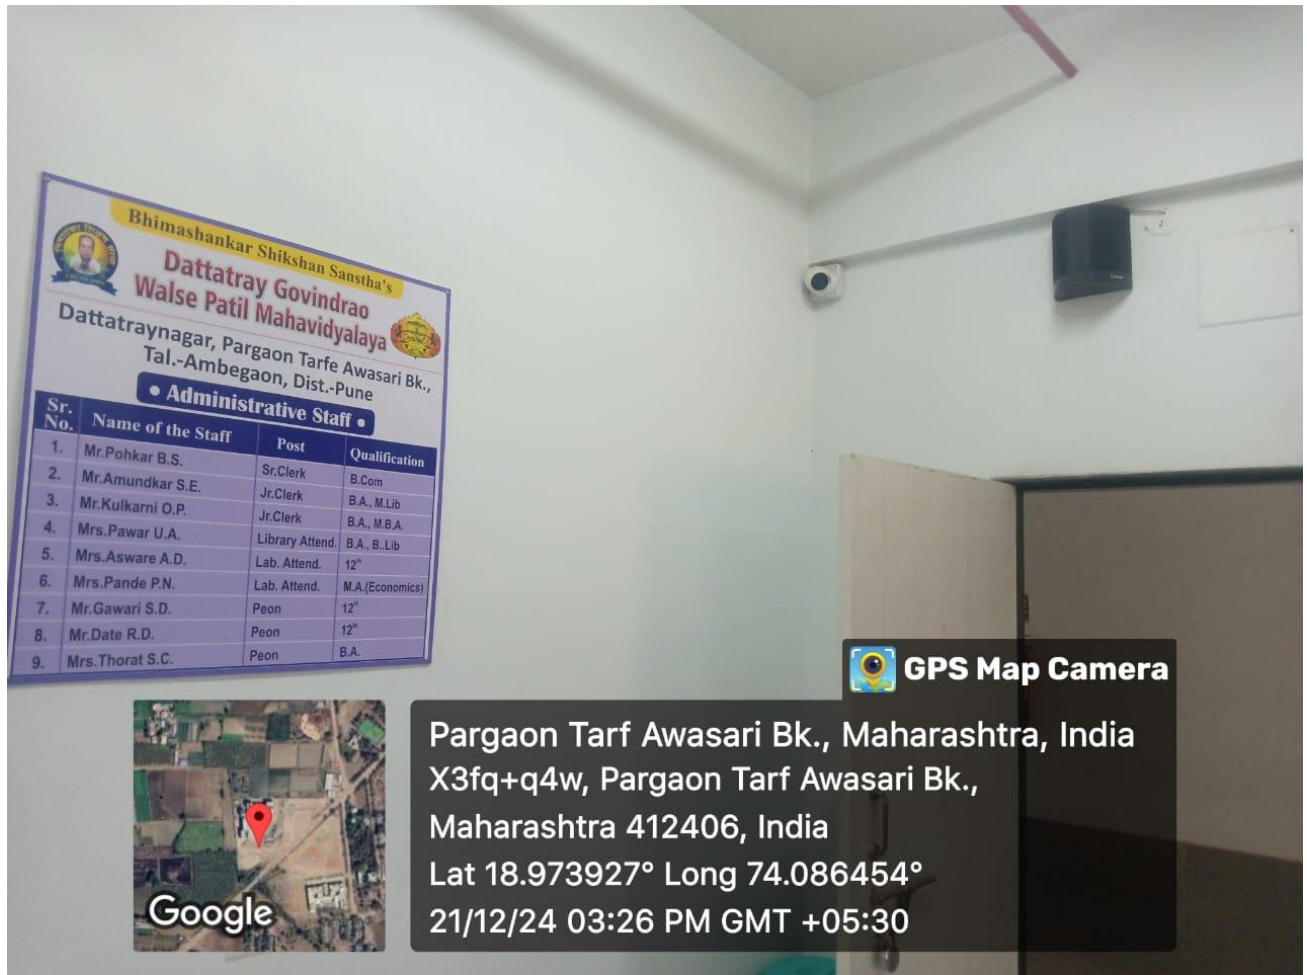 Bhimashankar Shikshan Sanstha's
Dattatray Govindrao
Walse Patil Mahavidyalaya
Dattatraynagar, Pargaon Tarfe Awasari Bk.,
Tal.-Ambegaon, Dist.-Pune
• Administrative Staff •
Sr. No. Name of the Staff Post Qualification
1. Mr.Pohkar B.S. Sr.Clerk B.Com
2. Mr.Amundkar S.E. Jr.Clerk B.A., M.Lib
3. Mr.Kulkarni O.P. Jr.Clerk B.A., M.B.A.
4. Mrs.Pawar U.A. Library Attend. B.A., B..Lib
5. Mrs.Asware A.D. Lab. Attend. 12th
6. Mrs.Pande P.N. Lab. Attend. M.A.(Economics)
7. Mr.Gawari S.D. Peon 12th
8. Mr.Date R.D. Peon 12th
9. Mrs.Thorat S.C. Peon B.A.
GPS Map Camera
Google
Pargaon Tarf Awasari Bk., Maharashtra, India
X3fq+q4w, Pargaon Tarf Awasari Bk.,
Maharashtra 412406, India
Lat 18.973927° Long 74.086454°
21/12/24 03:26 PM GMT +05:30